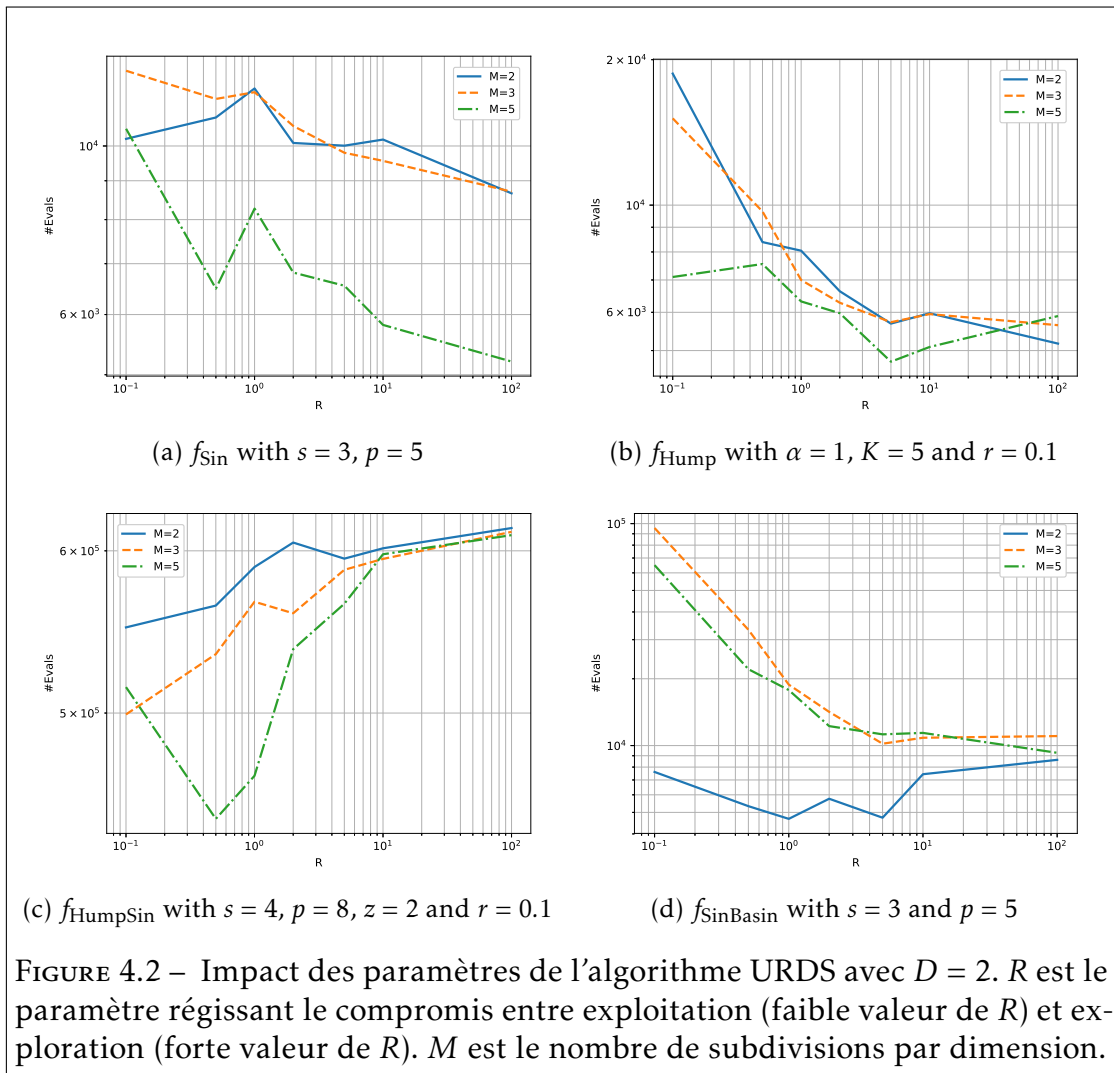 M=2
M=3
M=5
10⁴
6 × 10³
#Evals
10⁻¹ 10⁰ 10¹ 10²
R
(a) f_Sin with s = 3, p = 5
2 × 10⁴
M=2
M=3
M=5
10⁴
6 × 10³
#Evals
10⁻¹ 10⁰ 10¹ 10²
R
(b) f_Hump with α = 1, K = 5 and r = 0.1
M=2
M=3
M=5
6 × 10⁵
5 × 10⁵
#Evals
10⁻¹ 10⁰ 10¹ 10²
R
(c) f_HumpSin with s = 4, p = 8, z = 2 and r = 0.1
10⁵
M=2
M=3
M=5
10⁴
#Evals
10⁻¹ 10⁰ 10¹ 10²
R
(d) f_SinBasin with s = 3 and p = 5
Figure 4.2 – Impact des paramètres de l'algorithme URDS avec D = 2. R est le
paramètre régissant le compromis entre exploitation (faible valeur de R) et ex-
ploration (forte valeur de R). M est le nombre de subdivisions par dimension.